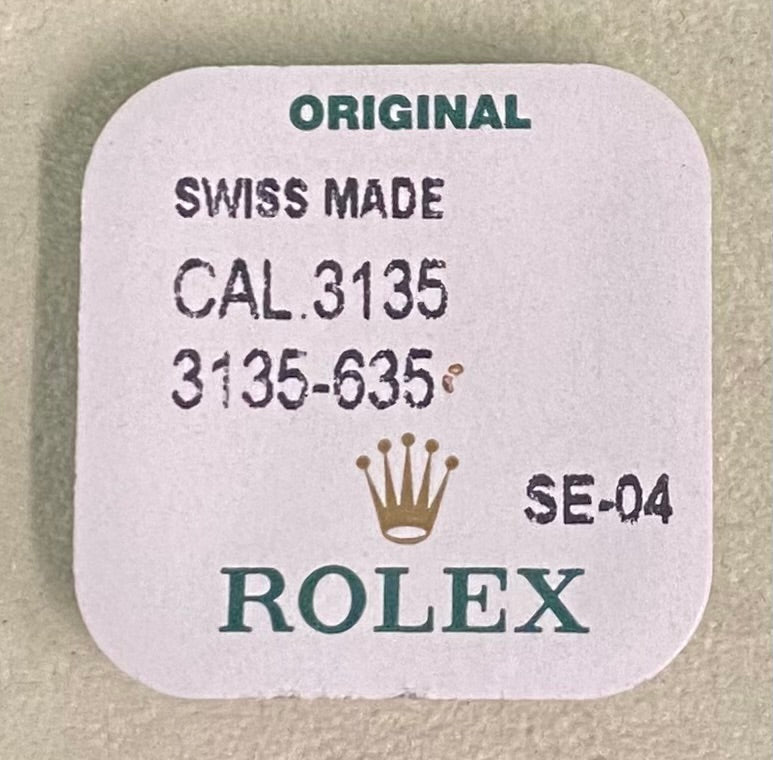 ORIGINAL
SWISS MADE
CAL.3135
3135-635
SE-04
ROLEX